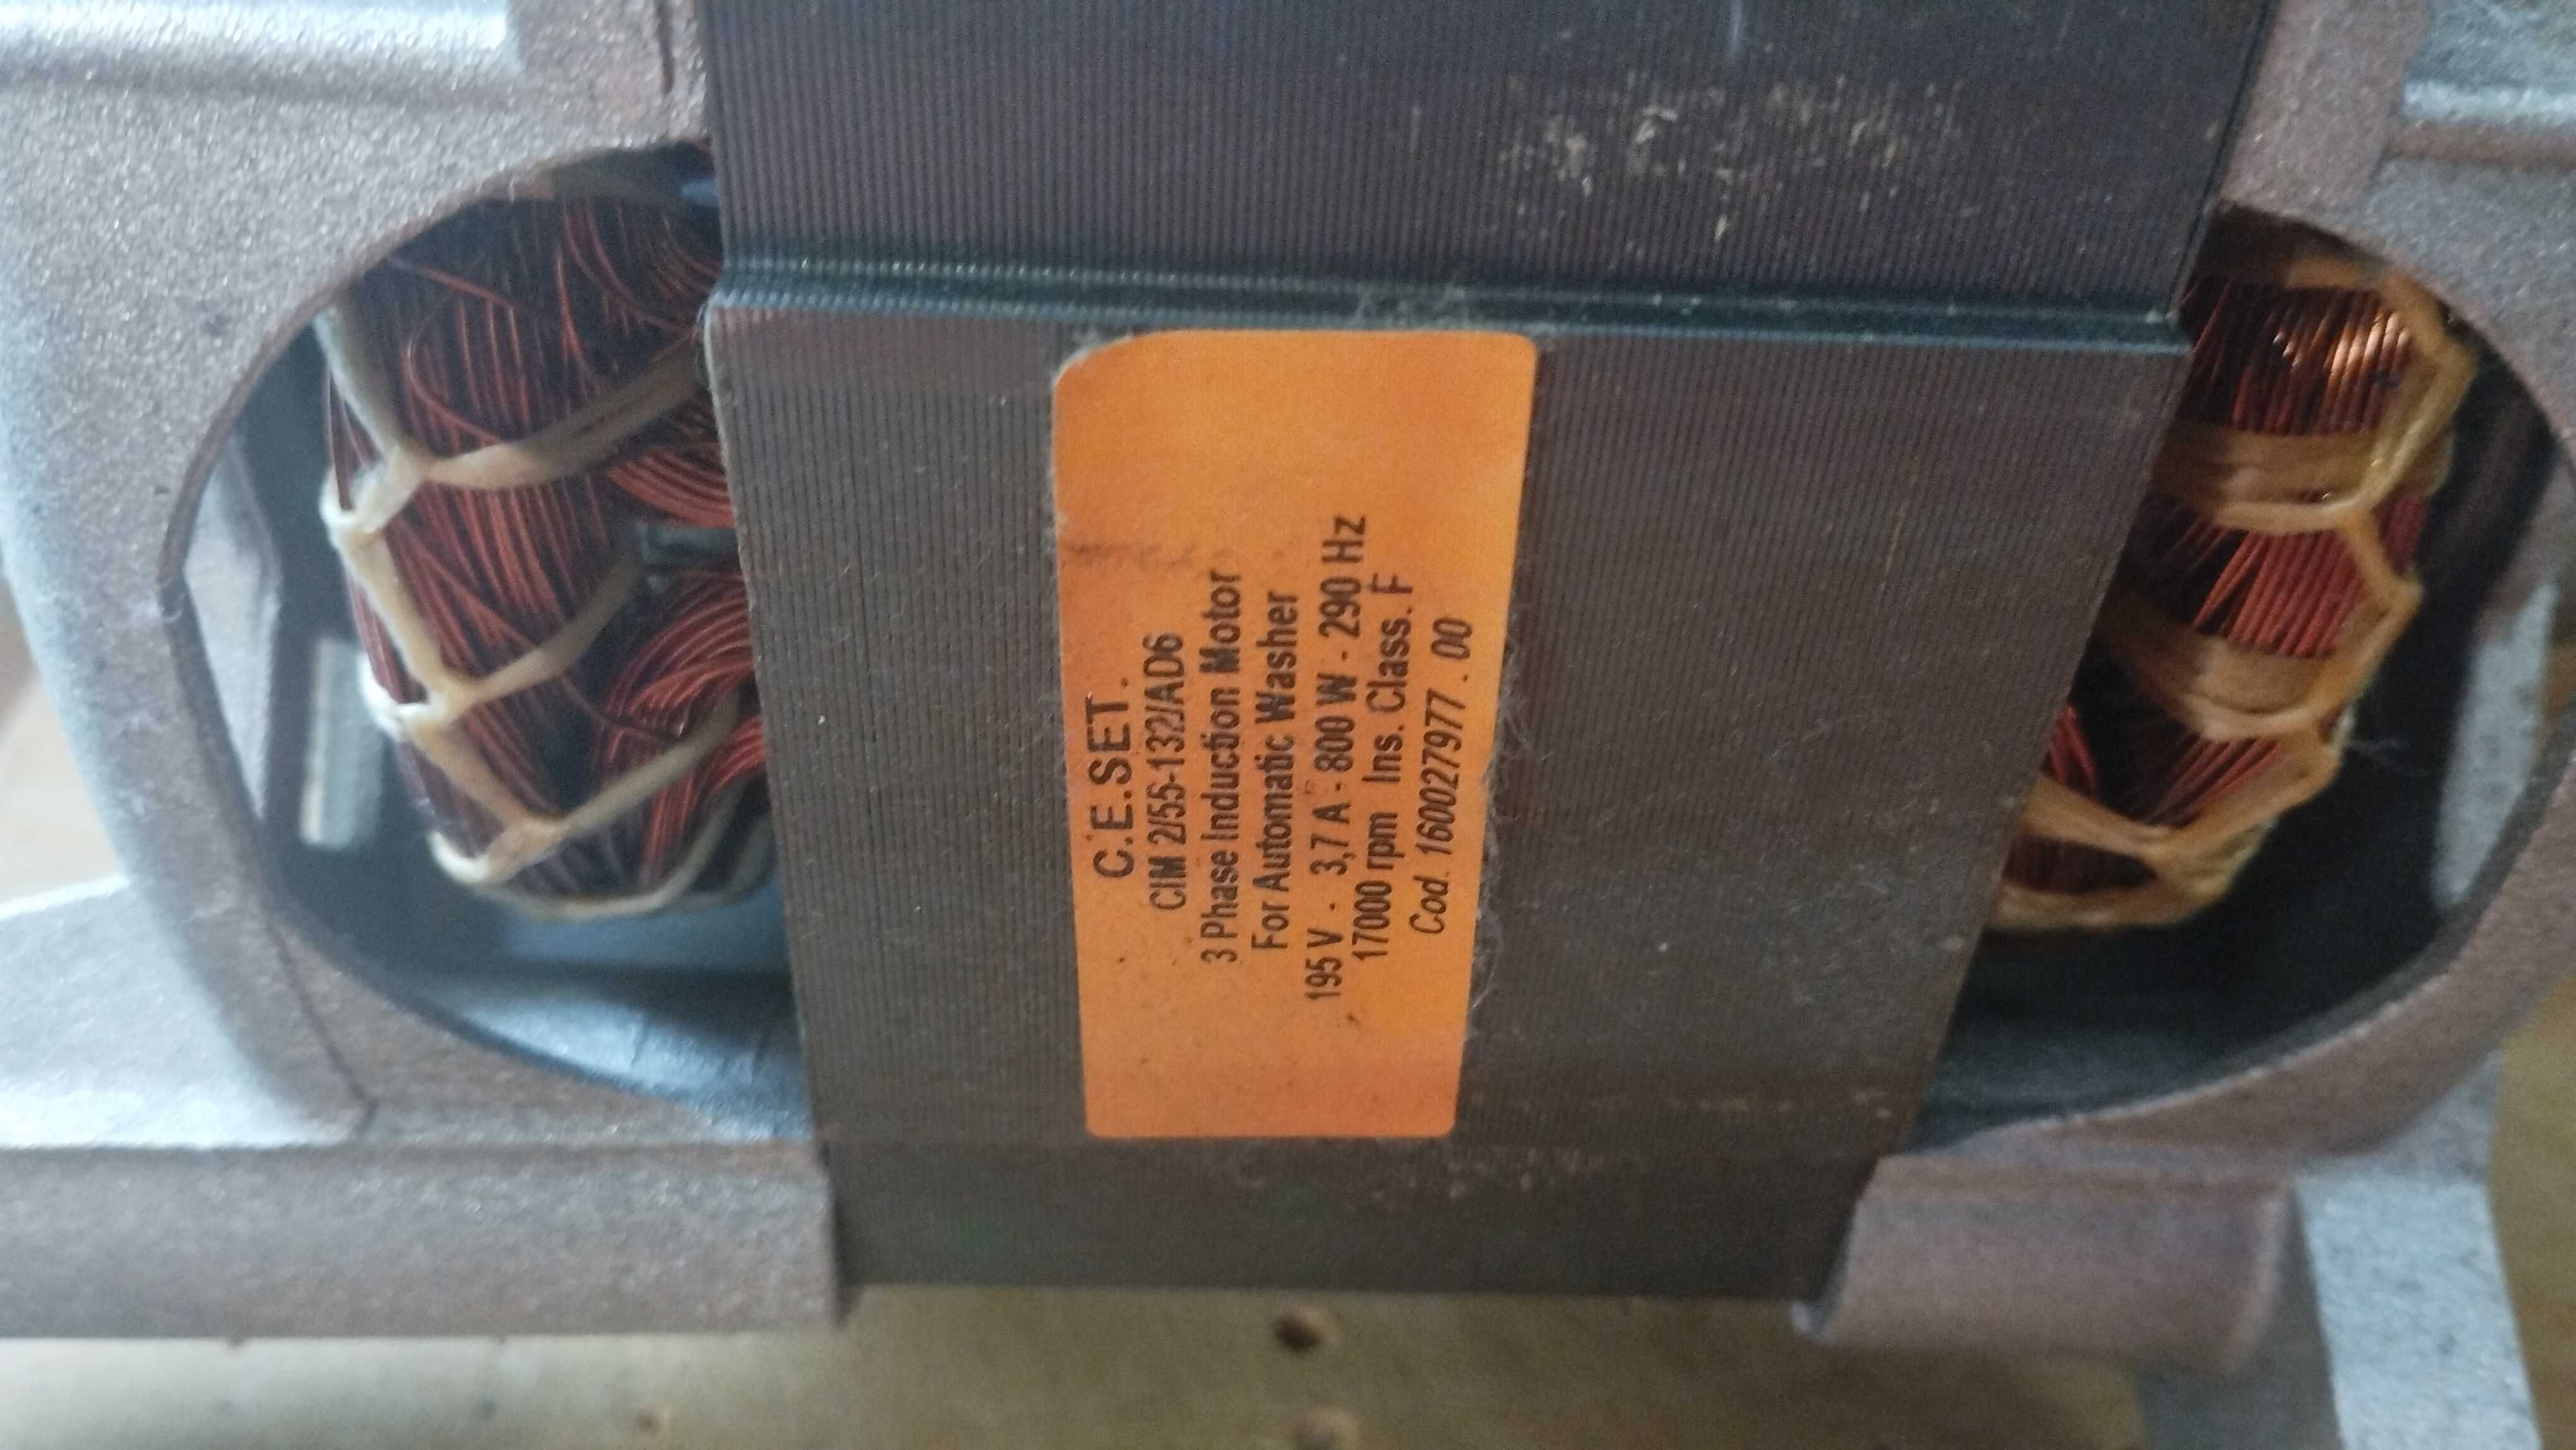 C.E.SET.
CIM 2/55-132/AD6
3 Phase Induction Motor
For Automatic Washer
195 V - 3,7 A - 800 W - 290 Hz
17000 rpm Ins. Class. F
Cod. 160027977 . 00